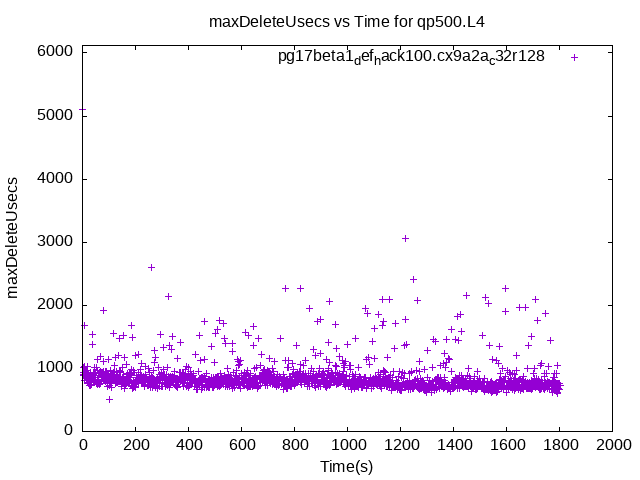 maxDeleteUsecs vs Time for qp500.L4
pg17beta1def_hack100.cx9a2ac32r128
maxDeleteUsecs
6000
5000
4000
3000
2000
1000
0
0 200 400 600 800 1000 1200 1400 1600 1800 2000
Time(s)